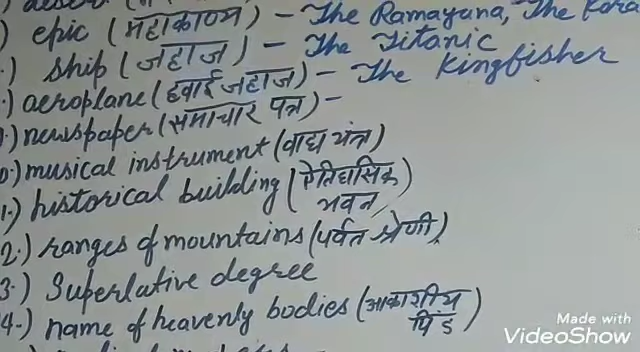 ) epic (महाकाव्य) - The Ramayana, The
.) ship (जहाज) - The Titanic
.) aeroplane (हवाई जहाज) - The Kingfisher
.) newspaper (समाचार पत्र) -
0.) musical instrument (वाद्य यंत्र)
1.) historical building (ऐतिहासिक भवन)
2.) ranges of mountains (पर्वत श्रेणी)
3.) Superlative degree
4.) name of heavenly bodies (आकाशीय पिंड)
Made with
VideoShow